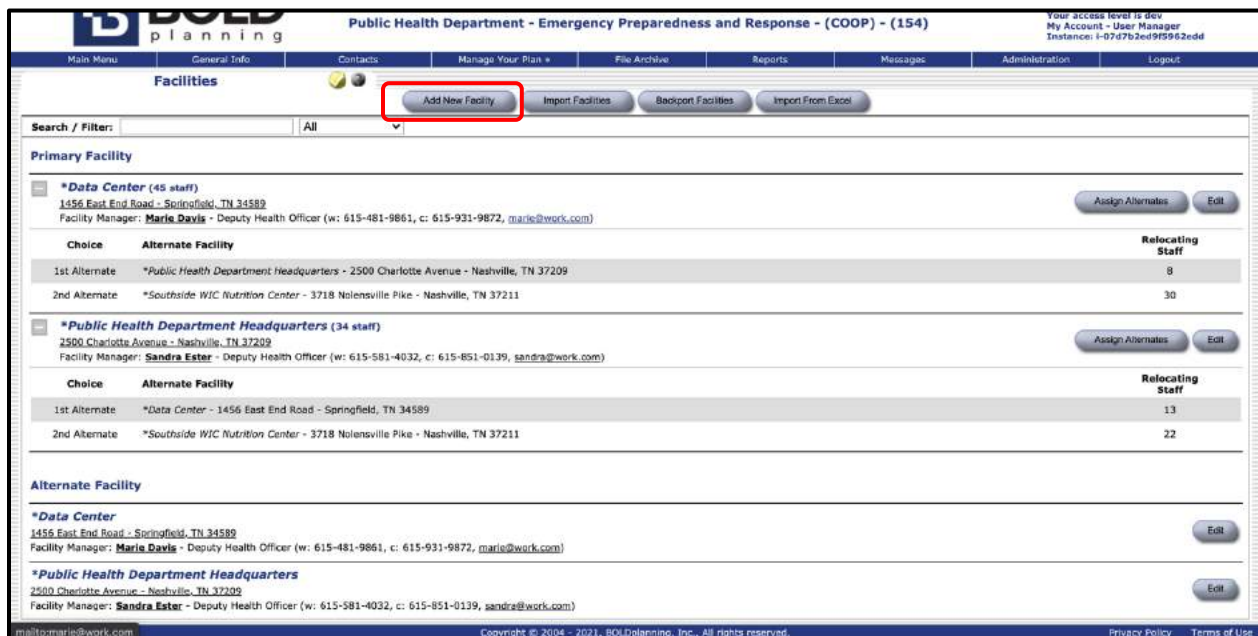 BOLD
planning
Public Health Department - Emergency Preparedness and Response - (COOP) - (154)
Your access level is dev
My Account - User Manager
Instance: i-07d7b2ed9f5962edd
Main Menu General Info Contacts Manage Your Plan » File Archive Reports Messages Administration Logout
Facilities
Add New Facility Import Facilities Backport Facilities Import From Excel
Search / Filter: All
Primary Facility
*Data Center (45 staff)
1456 East End Road - Springfield, TN 34589
Facility Manager: Marie Davis - Deputy Health Officer (w: 615-481-9861, c: 615-931-9872, marie@work.com)
Assign Alternates Edit
Choice Alternate Facility Relocating Staff
1st Alternate *Public Health Department Headquarters - 2500 Charlotte Avenue - Nashville, TN 37209 8
2nd Alternate *Southside WIC Nutrition Center - 3718 Nolensville Pike - Nashville, TN 37211 30
*Public Health Department Headquarters (34 staff)
2500 Charlotte Avenue - Nashville, TN 37209
Facility Manager: Sandra Ester - Deputy Health Officer (w: 615-581-4032, c: 615-851-0139, sandra@work.com)
Assign Alternates Edit
Choice Alternate Facility Relocating Staff
1st Alternate *Data Center - 1456 East End Road - Springfield, TN 34589 13
2nd Alternate *Southside WIC Nutrition Center - 3718 Nolensville Pike - Nashville, TN 37211 22
Alternate Facility
*Data Center
1456 East End Road - Springfield, TN 34589
Facility Manager: Marie Davis - Deputy Health Officer (w: 615-481-9861, c: 615-931-9872, marie@work.com)
Edit
*Public Health Department Headquarters
2500 Charlotte Avenue - Nashville, TN 37209
Facility Manager: Sandra Ester - Deputy Health Officer (w: 615-581-4032, c: 615-851-0139, sandra@work.com)
Edit
mailto:marie@work.com Copyright © 2004 - 2021, BOLDplanning, Inc., All rights reserved. Privacy Policy Terms of Use